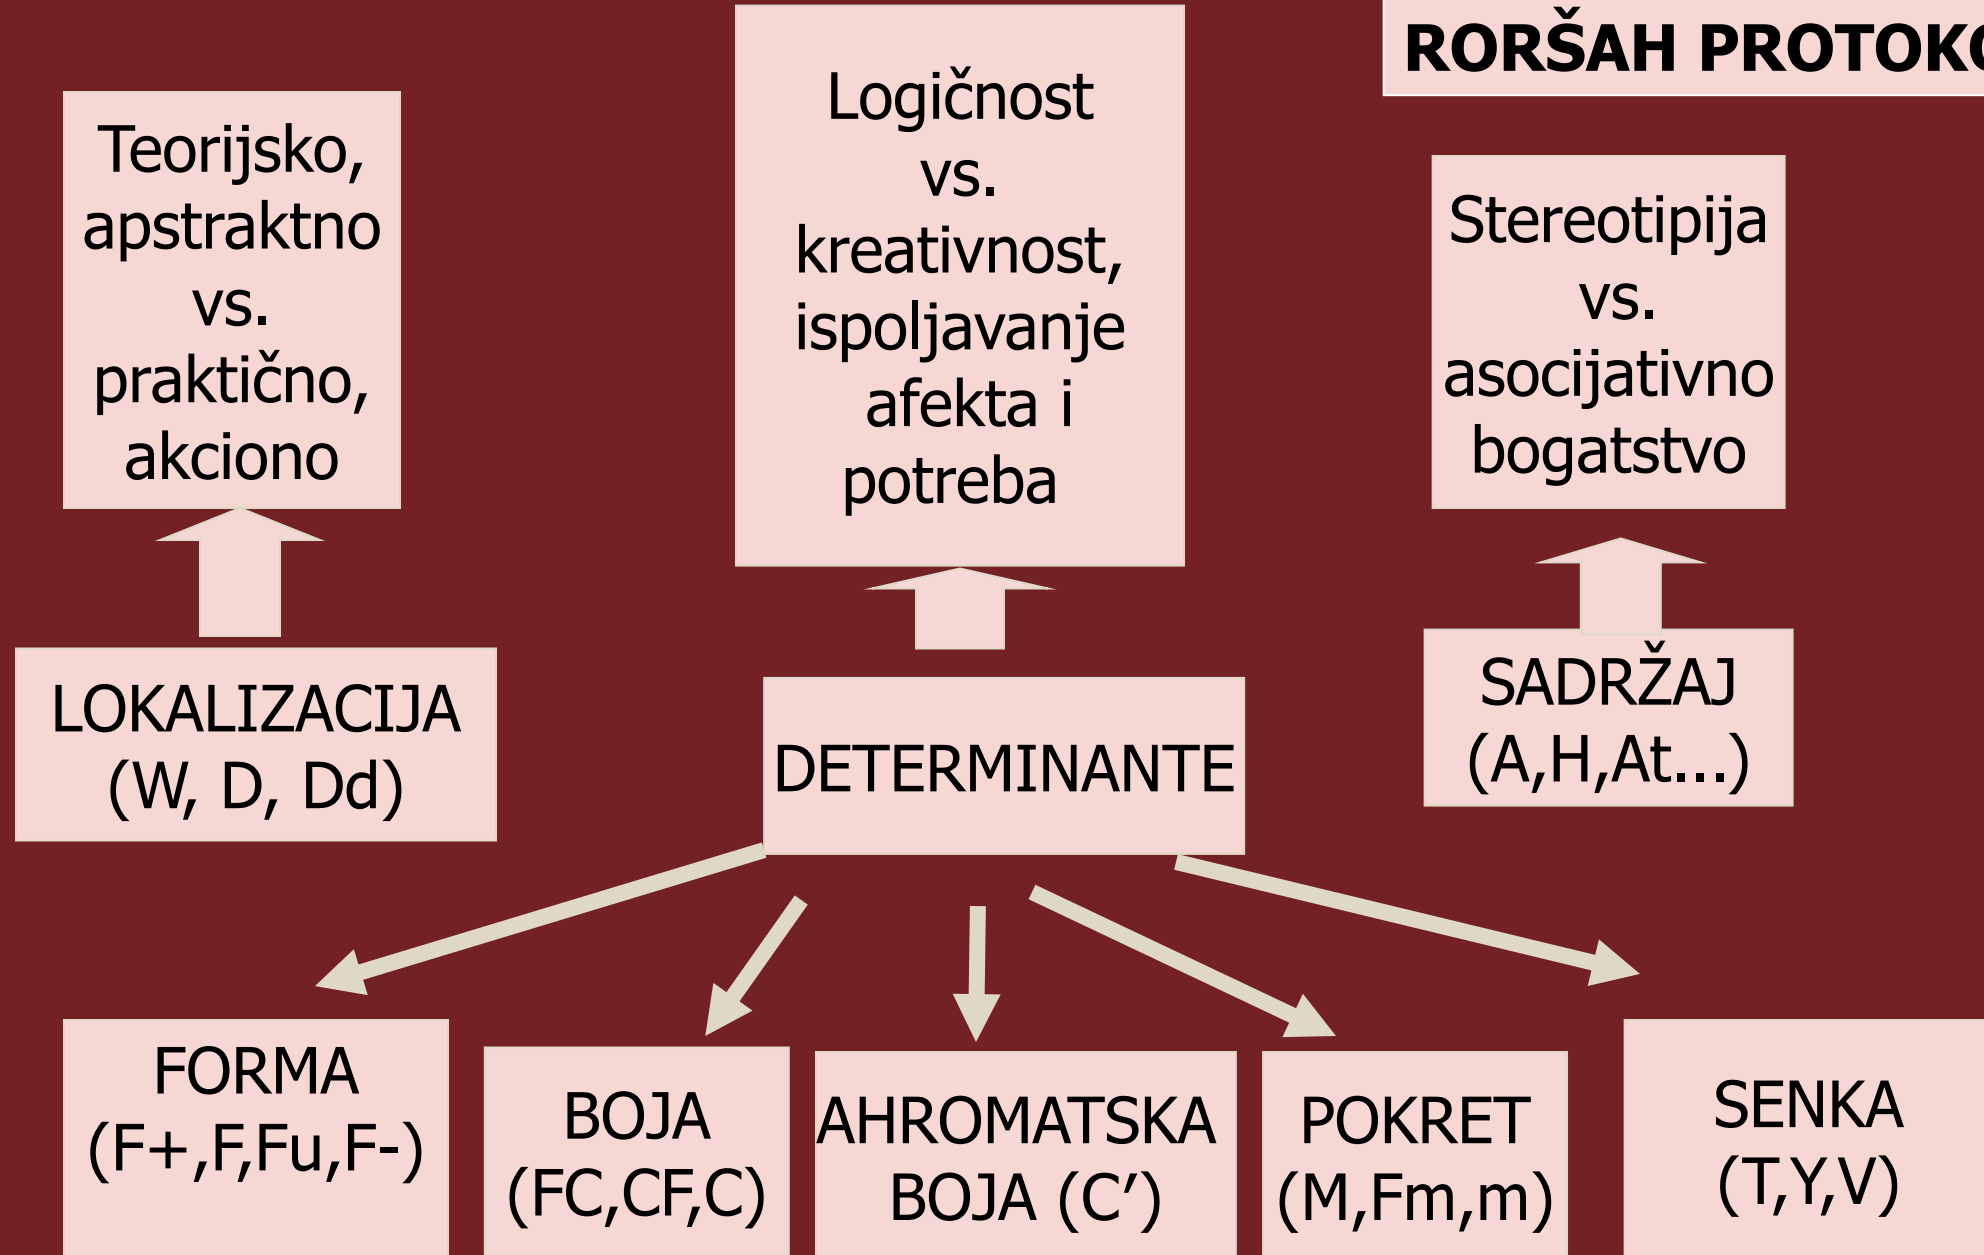 RORŠAH PROTOKO
Teorijsko,
apstraktno
vs.
praktično,
akciono
Logičnost
vs.
kreativnost,
ispoljavanje
afekta i
potreba
Stereotipija
vs.
asocijativno
bogatstvo
LOKALIZACIJA
(W, D, Dd)
DETERMINANTE
SADRŽAJ
(A,H,At...)
FORMA
(F+,F,Fu,F-)
BOJA
(FC,CF,C)
AHROMATSKA
BOJA (C’)
POKRET
(M,Fm,m)
SENKA
(T,Y,V)